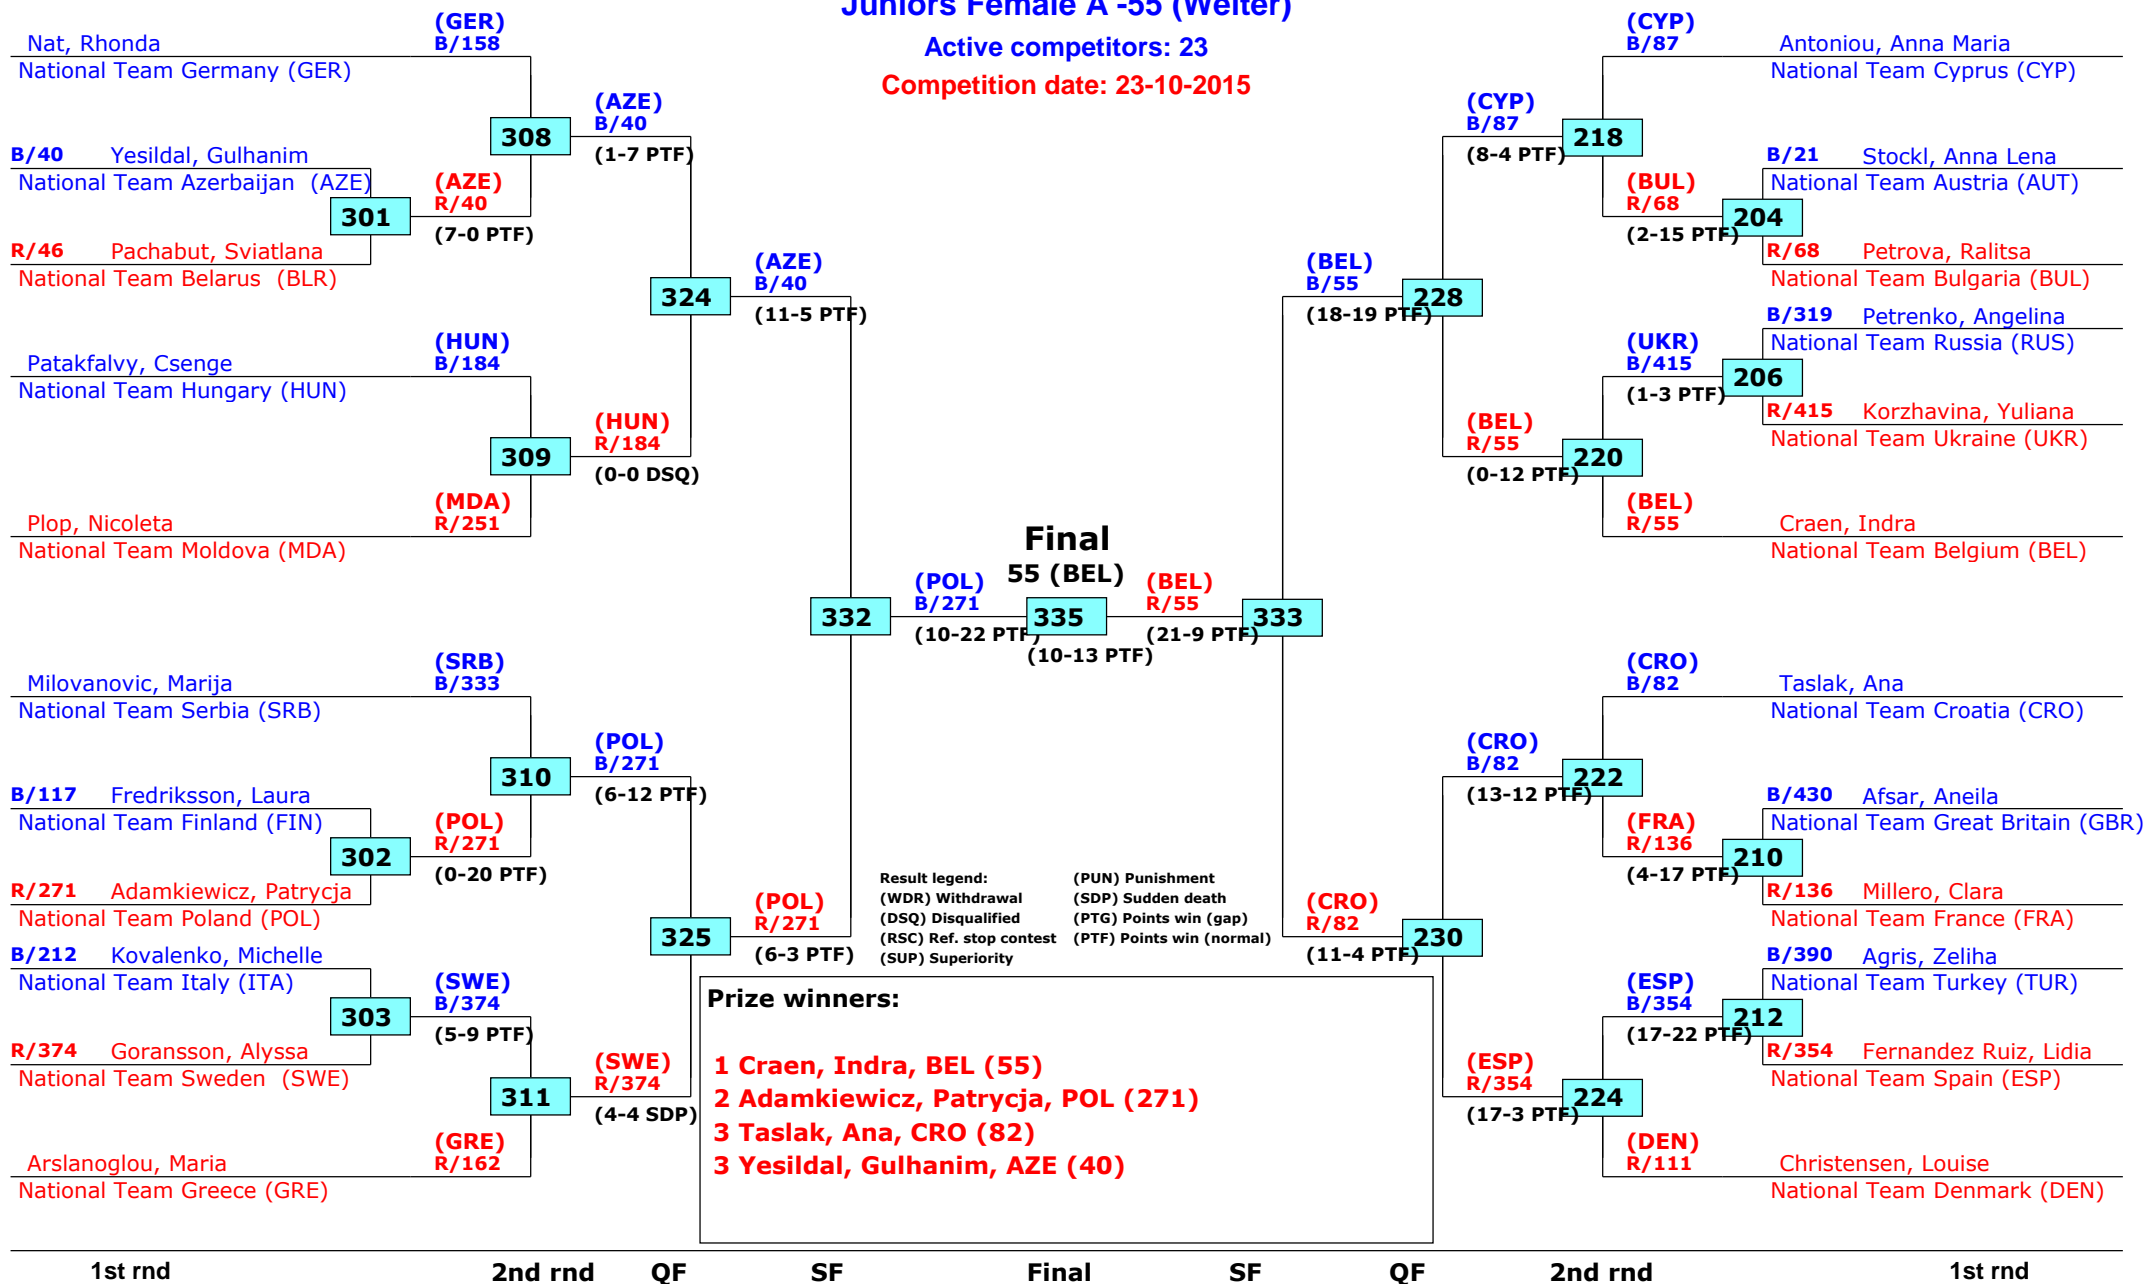 Juniors Female A -55 (Welter)
Active competitors: 23
Competition date: 23-10-2015
Nat, Rhonda
National Team Germany (GER)
(GER)
B/158
B/40 Yesildal, Gulhanim
National Team Azerbaijan (AZE)
301
R/46 Pachabut, Sviatlana
National Team Belarus (BLR)
(AZE)
R/40
(7-0 PTF)
308
(AZE)
B/40
(1-7 PTF)
Patakfalvy, Csenge
National Team Hungary (HUN)
(HUN)
B/184
309
(HUN)
R/184
(0-0 DSQ)
Plop, Nicoleta
National Team Moldova (MDA)
(MDA)
R/251
324
(AZE)
B/40
(11-5 PTF)
Milovanovic, Marija
National Team Serbia (SRB)
(SRB)
B/333
B/117 Fredriksson, Laura
National Team Finland (FIN)
302
R/271 Adamkiewicz, Patrycja
National Team Poland (POL)
(POL)
R/271
(0-20 PTF)
310
(POL)
B/271
(6-12 PTF)
B/212 Kovalenko, Michelle
National Team Italy (ITA)
303
R/374 Goransson, Alyssa
National Team Sweden (SWE)
(SWE)
B/374
(5-9 PTF)
311
(SWE)
R/374
(4-4 SDP)
Arslanoglou, Maria
National Team Greece (GRE)
(GRE)
R/162
325
(POL)
R/271
(6-3 PTF)
332
(POL)
B/271
(10-22 PTF)
Final
55 (BEL)
335
(10-13 PTF)
(BEL)
R/55
(21-9 PTF)
333
(BEL)
B/55
(18-19 PTF)
228
(CYP)
B/87
(8-4 PTF)
218
(CYP)
B/87
Antoniou, Anna Maria
National Team Cyprus (CYP)
(BUL)
R/68
(2-15 PTF)
204
B/21 Stockl, Anna Lena
National Team Austria (AUT)
R/68 Petrova, Ralitsa
National Team Bulgaria (BUL)
B/319 Petrenko, Angelina
National Team Russia (RUS)
206
R/415 Korzhavina, Yuliana
National Team Ukraine (UKR)
(UKR)
B/415
(1-3 PTF)
220
(BEL)
R/55
(0-12 PTF)
(BEL)
R/55
Craen, Indra
National Team Belgium (BEL)
(CRO)
B/82
Taslak, Ana
National Team Croatia (CRO)
222
(CRO)
B/82
(13-12 PTF)
B/430 Afsar, Aneila
National Team Great Britain (GBR)
210
R/136 Millero, Clara
National Team France (FRA)
(FRA)
R/136
(4-17 PTF)
230
(CRO)
R/82
(11-4 PTF)
B/390 Agris, Zeliha
National Team Turkey (TUR)
212
R/354 Fernandez Ruiz, Lidia
National Team Spain (ESP)
(ESP)
B/354
(17-22 PTF)
224
(ESP)
R/354
(17-3 PTF)
(DEN)
R/111
Christensen, Louise
National Team Denmark (DEN)
Result legend: (PUN) Punishment
(WDR) Withdrawal (SDP) Sudden death
(DSQ) Disqualified (PTG) Points win (gap)
(RSC) Ref. stop contest (PTF) Points win (normal)
(SUP) Superiority
Prize winners:
1 Craen, Indra, BEL (55)
2 Adamkiewicz, Patrycja, POL (271)
3 Taslak, Ana, CRO (82)
3 Yesildal, Gulhanim, AZE (40)
1st rnd 2nd rnd QF SF Final SF QF 2nd rnd 1st rnd